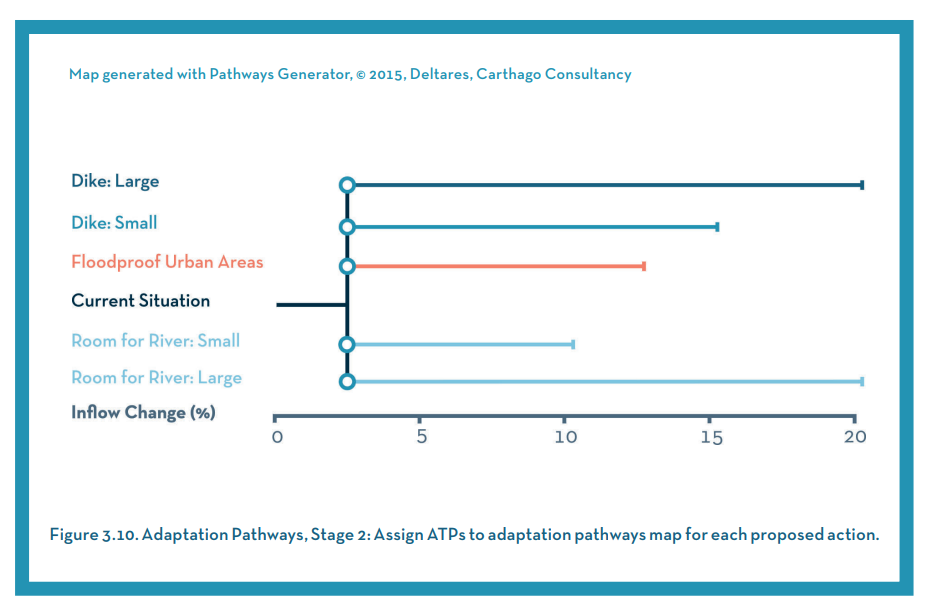 Map generated with Pathways Generator, © 2015, Deltares, Carthago Consultancy
Dike: Large
Dike: Small
Floodproof Urban Areas
Current Situation
Room for River: Small
Room for River: Large
Inflow Change (%)
0 5 10 15 20
Figure 3.10. Adaptation Pathways, Stage 2: Assign ATPs to adaptation pathways map for each proposed action.